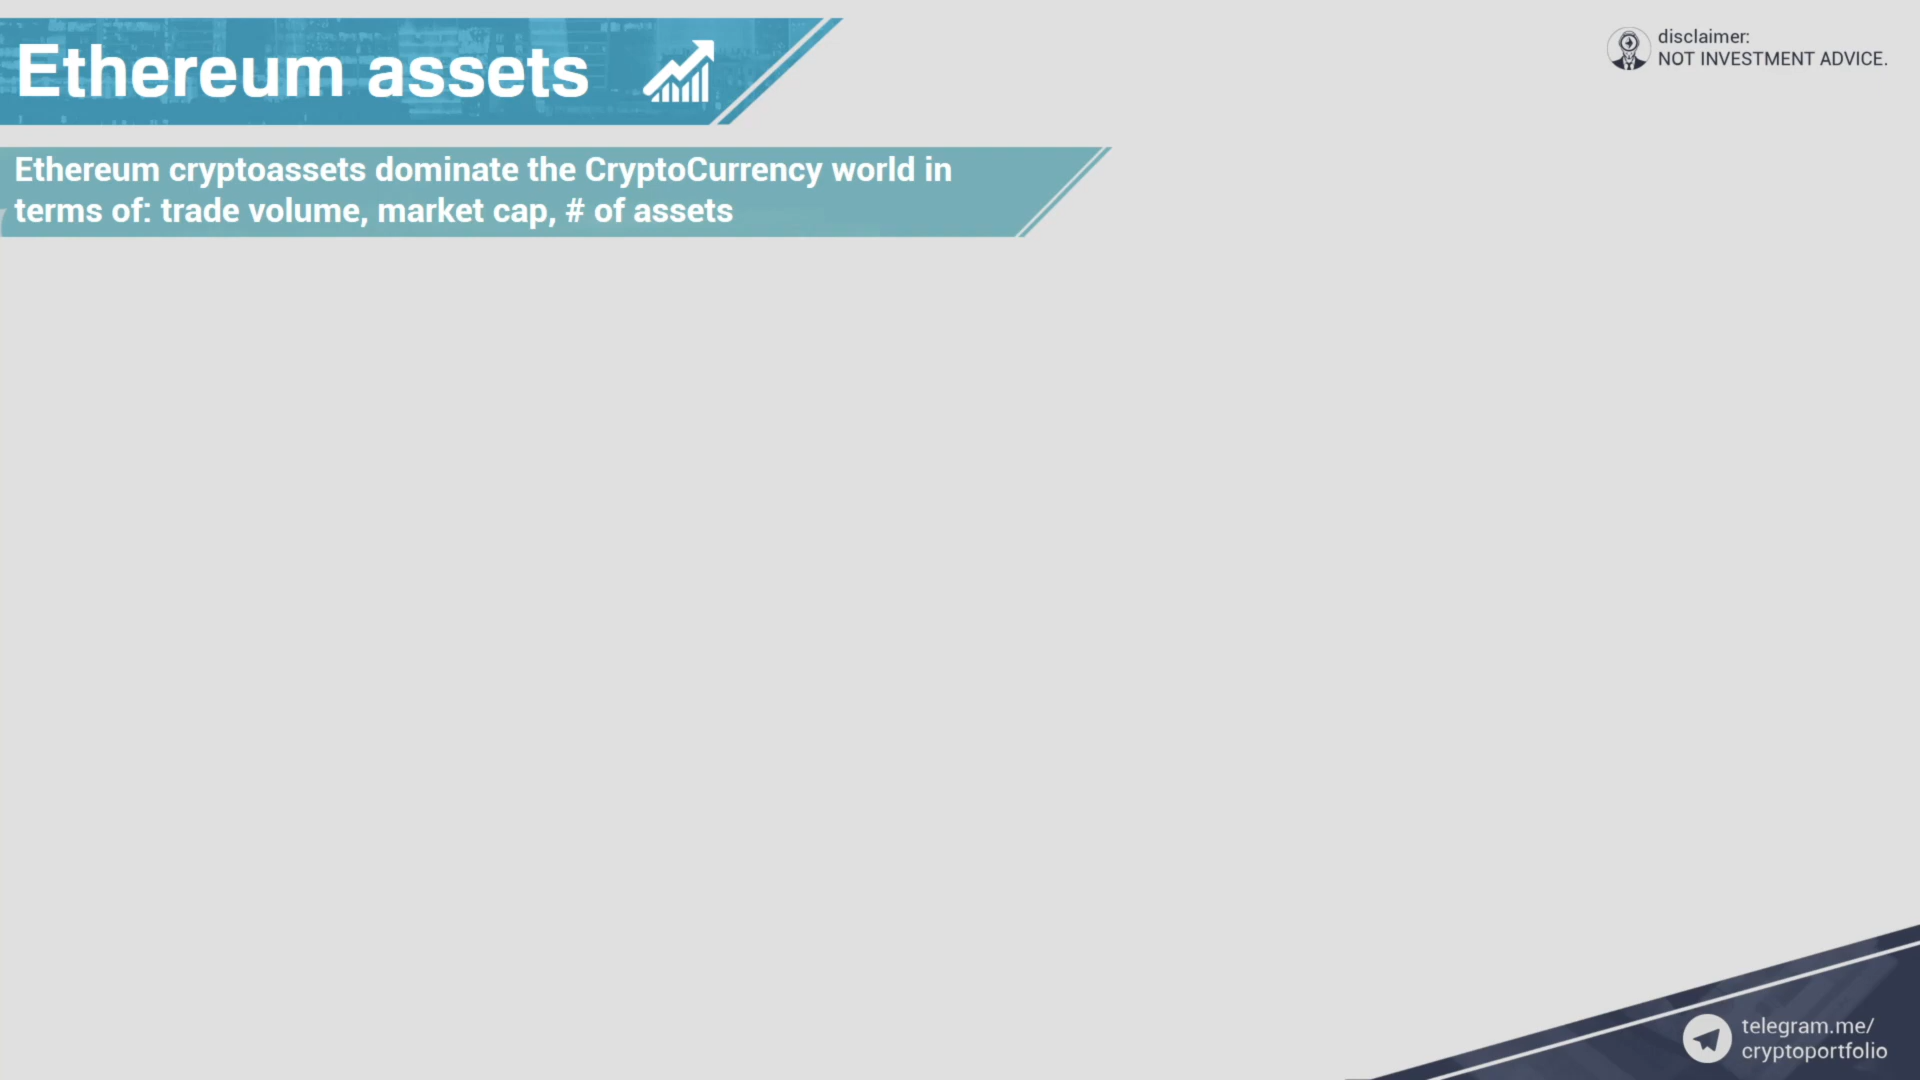 Ethereum assets
disclaimer:
NOT INVESTMENT ADVICE.
Ethereum cryptoassets dominate the CryptoCurrency world in
terms of: trade volume, market cap, # of assets
telegram.me/
cryptoportfolio